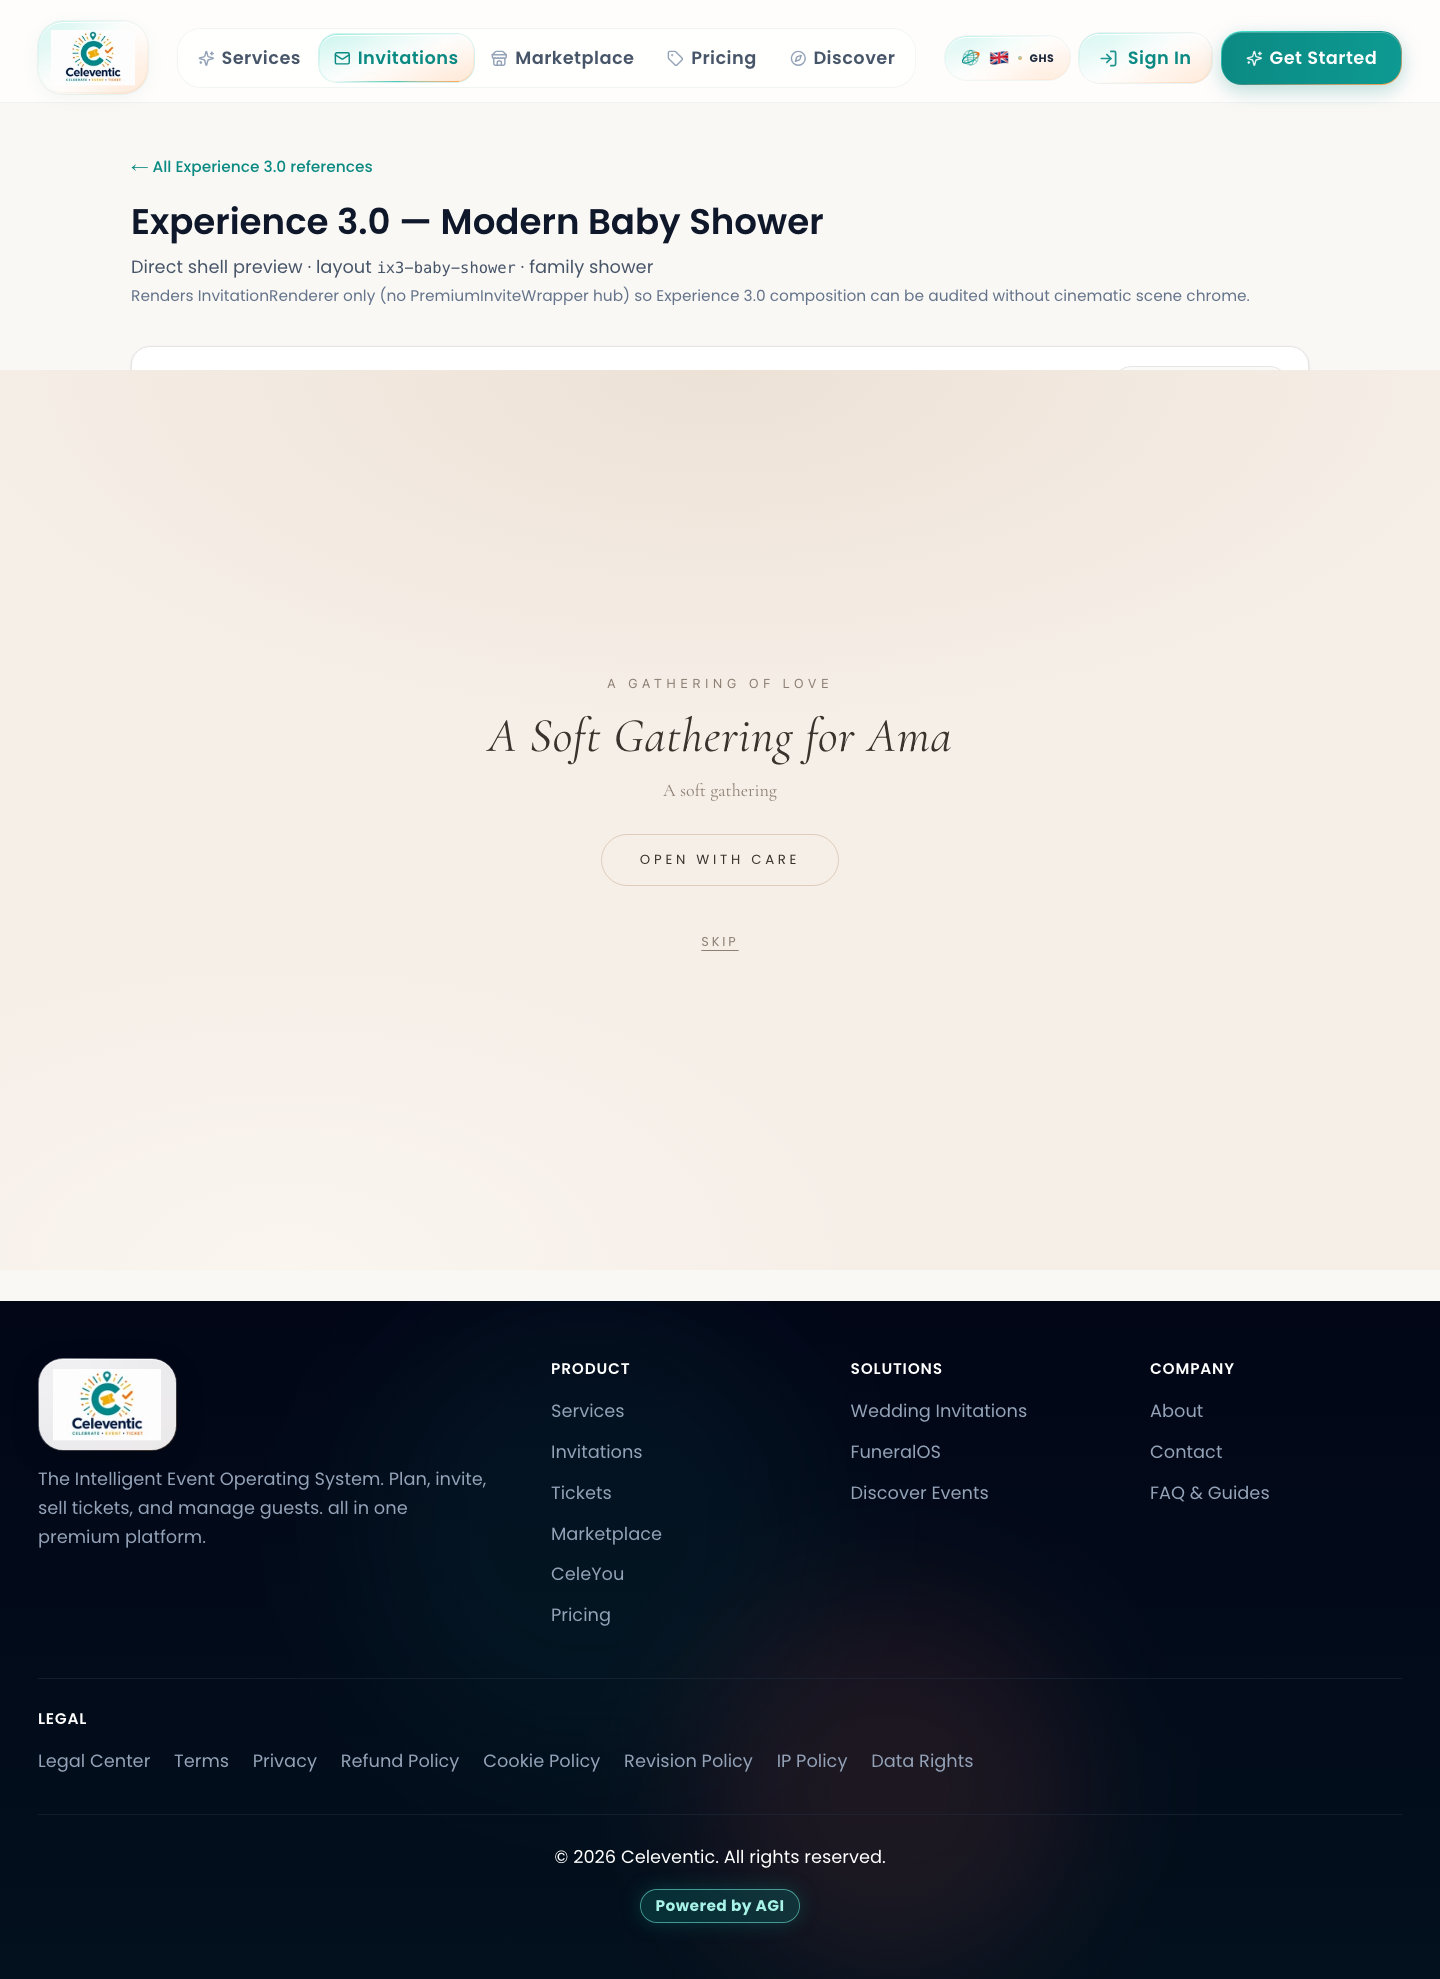 Celeventic
CELEBRATE • EVENT • TICKET
Services
Invitations
Marketplace
Pricing
Discover
GHS
Sign In
Get Started
← All Experience 3.0 references
Experience 3.0 — Modern Baby Shower
Direct shell preview · layout ix3-baby-shower · family shower
Renders InvitationRenderer only (no PremiumInviteWrapper hub) so Experience 3.0 composition can be audited without cinematic scene chrome.
A GATHERING OF LOVE
A Soft Gathering for Ama
A soft gathering
OPEN WITH CARE
SKIP
Celeventic
CELEBRATE • EVENT • TICKET
The Intelligent Event Operating System. Plan, invite,
sell tickets, and manage guests. all in one
premium platform.
PRODUCT
Services
Invitations
Tickets
Marketplace
CeleYou
Pricing
SOLUTIONS
Wedding Invitations
FuneralOS
Discover Events
COMPANY
About
Contact
FAQ & Guides
LEGAL
Legal Center Terms Privacy Refund Policy Cookie Policy Revision Policy IP Policy Data Rights
© 2026 Celeventic. All rights reserved.
Powered by AGI